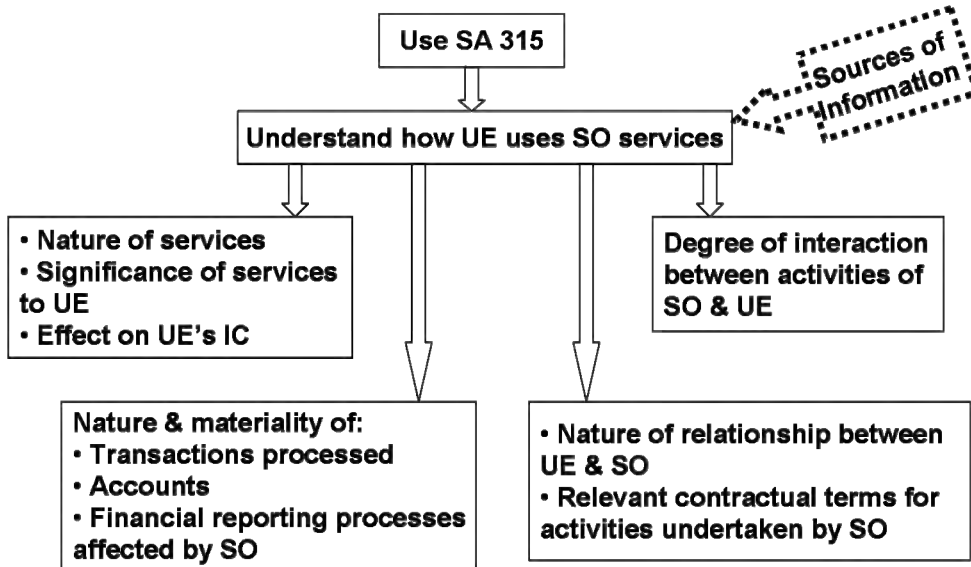 Use SA 315
Sources of
Information
Understand how UE uses SO services
• Nature of services
• Significance of services
to UE
• Effect on UE's IC
Degree of interaction
between activities of
SO & UE
Nature & materiality of:
• Transactions processed
• Accounts
• Financial reporting processes
affected by SO
• Nature of relationship between
UE & SO
• Relevant contractual terms for
activities undertaken by SO